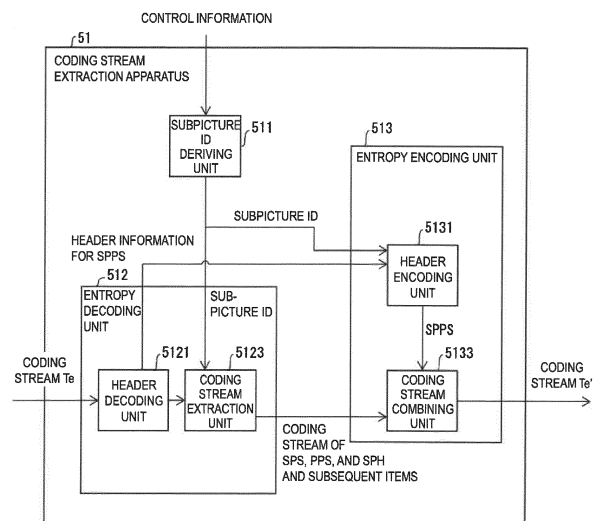 CONTROL INFORMATION
51
CODING STREAM
EXTRACTION APPARATUS
SUBPICTURE
ID
DERIVING
UNIT
511
513
ENTROPY ENCODING UNIT
SUBPICTURE ID
HEADER INFORMATION
FOR SPPS
5131
HEADER
ENCODING
UNIT
512
ENTROPY
DECODING
UNIT
SUB-
PICTURE ID
SPPS
CODING
STREAM Te
5121
HEADER
DECODING
UNIT
5123
CODING
STREAM
EXTRACTION
UNIT
5133
CODING
STREAM
COMBINING
UNIT
CODING
STREAM Te'
CODING
STREAM OF
SPS, PPS, AND SPH
AND SUBSEQUENT ITEMS